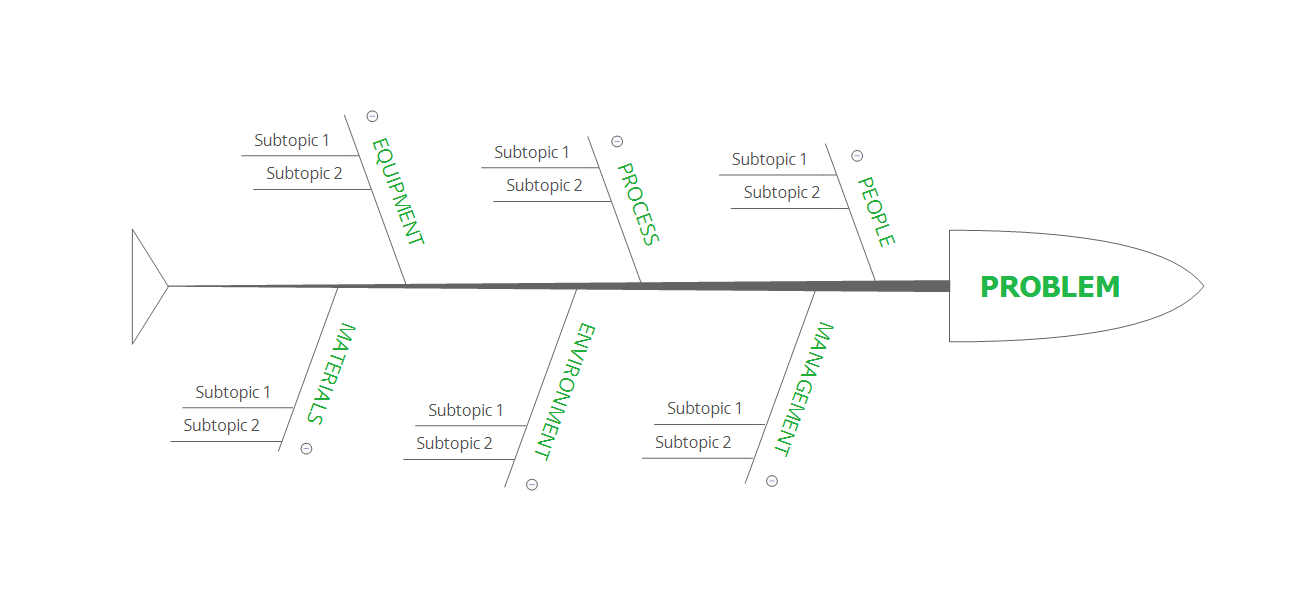 EQUIPMENT
Subtopic 1
Subtopic 2
PROCESS
Subtopic 1
Subtopic 2
PEOPLE
Subtopic 1
Subtopic 2
PROBLEM
MATERIALS
Subtopic 1
Subtopic 2
ENVIRONMENT
Subtopic 1
Subtopic 2
MANAGEMENT
Subtopic 1
Subtopic 2